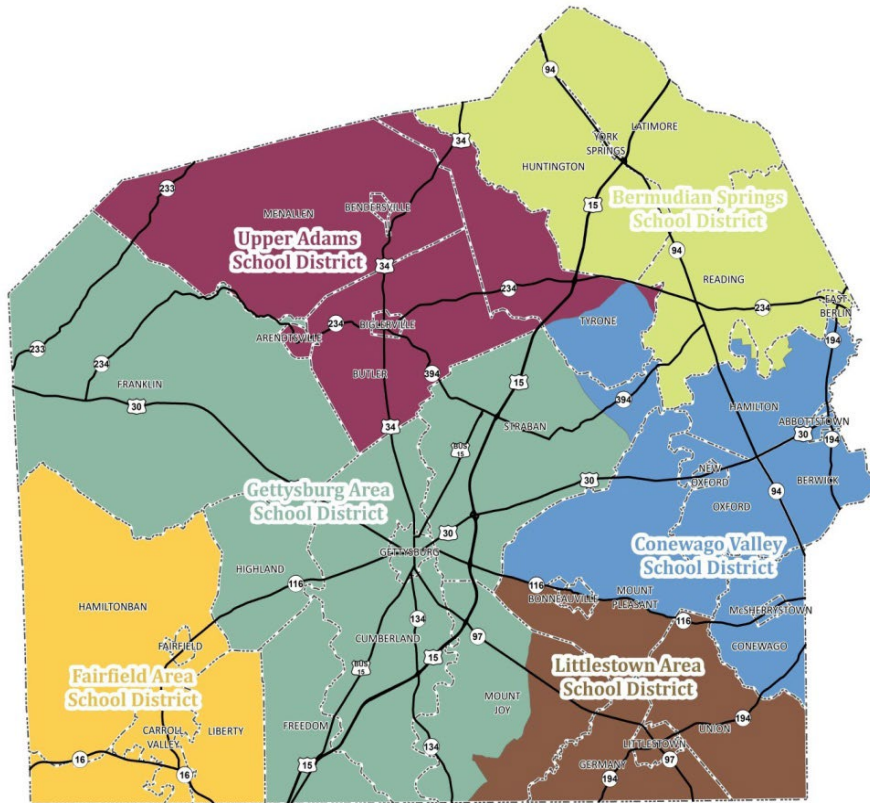 94
LATIMORE
YORK
SPRINGS
34
HUNTINGTON
233
15
Bermudian Springs
School District
MENALLEN
BENDERSVILLE
Upper Adams
School District
94
34
READING
234
234
EAST
BERLIN
TYRONE
234
BIGLERVILLE
ARENDTSVILLE
194
233
234
BUTLER
394
15
FRANKLIN
394
HAMILTON
30
ABBOTTSTOWN
34
STRABAN
30
194
BUS
15
NEW
OXFORD
BERWICK
30
Gettysburg Area
School District
94
OXFORD
30
GETTYSBURG
Conewago Valley
School District
HIGHLAND
116
116
BONNEAUVILLE
MOUNT
PLEASANT
HAMILTONBAN
134
116
McSHERRYSTOWN
CUMBERLAND
97
FAIRFIELD
CONEWAGO
15
BUS
15
Fairfield Area
School District
Littlestown Area
School District
MOUNT
JOY
FREEDOM
LIBERTY
CARROLL
VALLEY
194
UNION
134
LITTLESTOWN
16
15
GERMANY
97
16
194